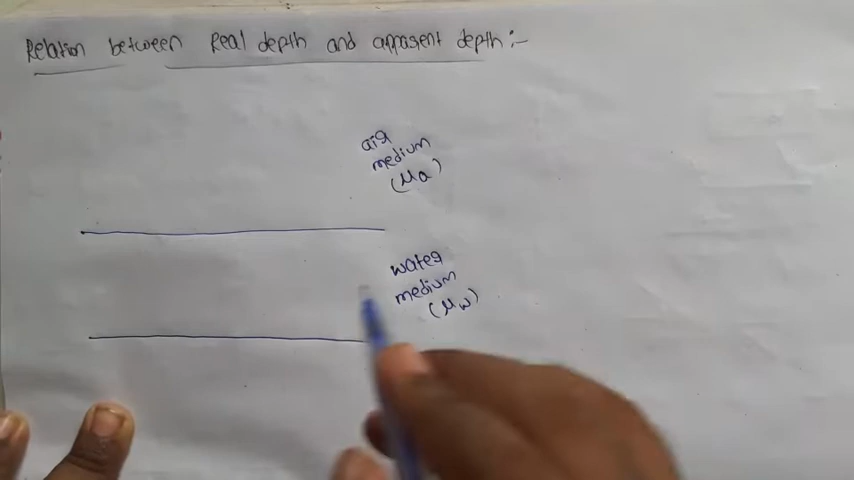 Relation between Real depth and apparent depth:-
air
medium
(μa)
water
medium
(μw)